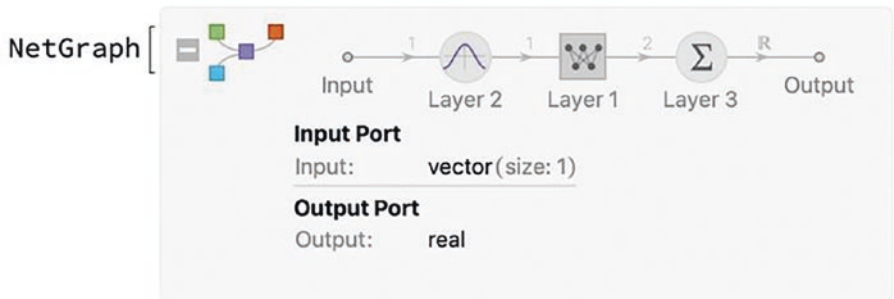 NetGraph [
1 1 2 ℝ
Σ
Input Layer 2 Layer 1 Layer 3 Output
Input Port
Input: vector (size: 1)
Output Port
Output: real